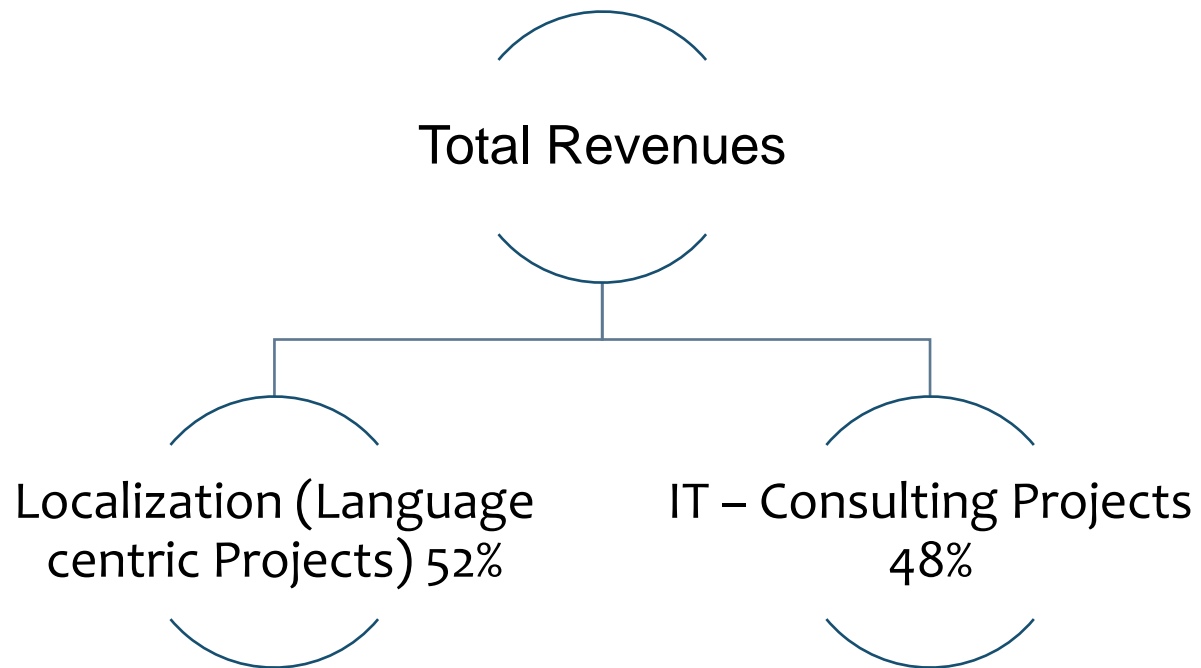 Total Revenues
Localization (Language
centric Projects) 52%
IT – Consulting Projects
48%